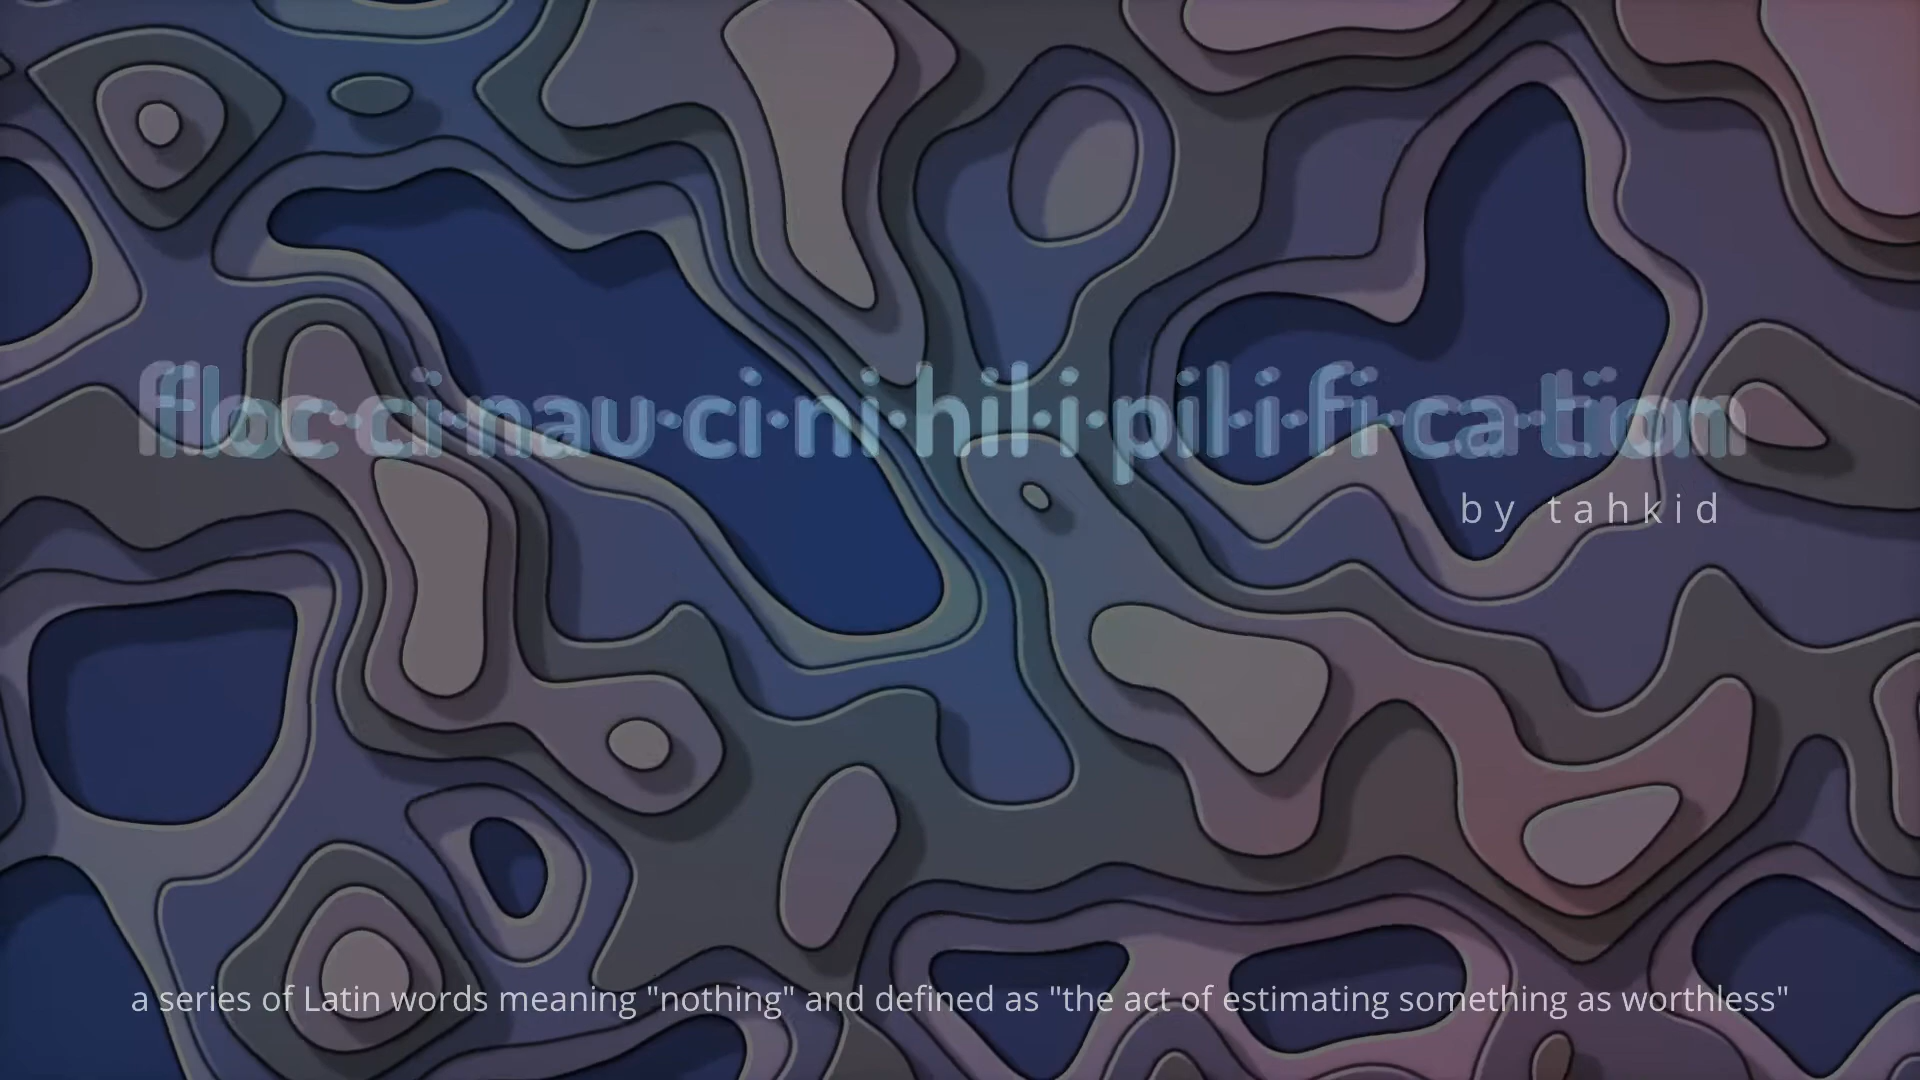 floc·ci·nau·ci·ni·hil·i·pil·i·fi·ca·tion
by tahkid
a series of Latin words meaning "nothing" and defined as "the act of estimating something as worthless"